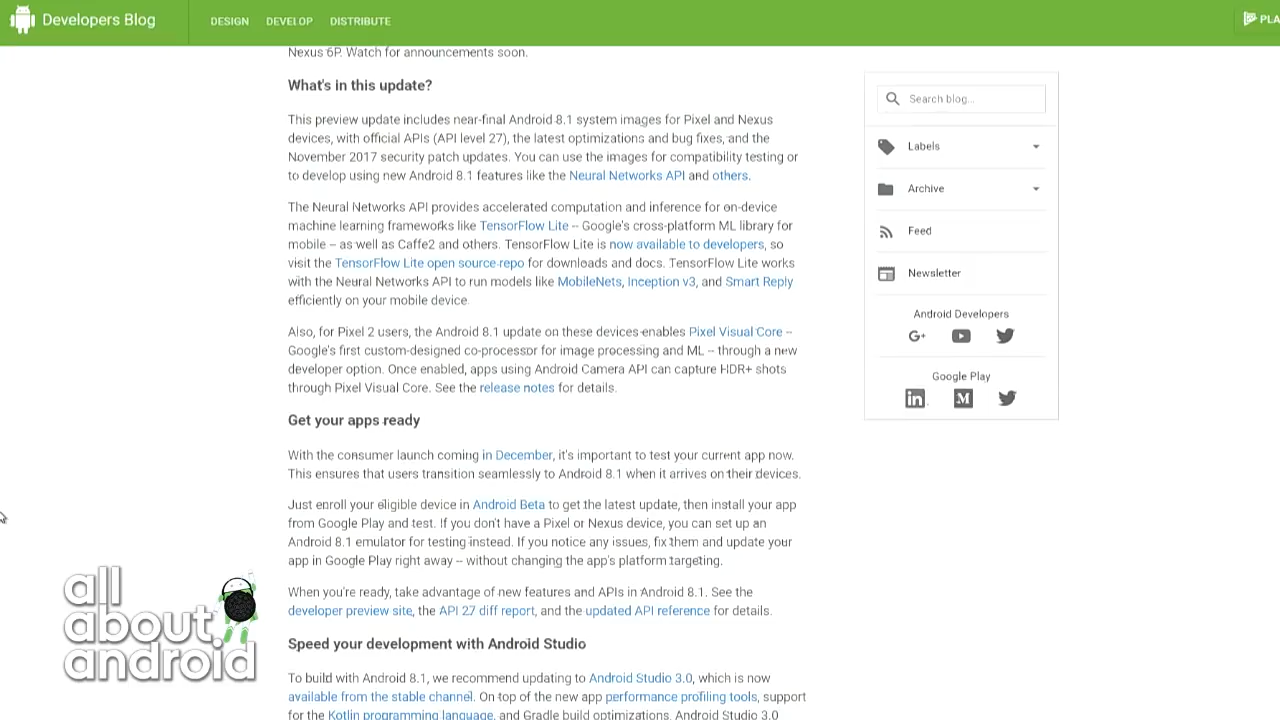 Developers Blog
DESIGN DEVELOP DISTRIBUTE
PLA
Nexus 6P. Watch for announcements soon.
What's in this update?
This preview update includes near-final Android 8.1 system images for Pixel and Nexus
devices, with official APIs (API level 27), the latest optimizations and bug fixes, and the
November 2017 security patch updates. You can use the images for compatibility testing or
to develop using new Android 8.1 features like the Neural Networks API and others.
The Neural Networks API provides accelerated computation and inference for on-device
machine learning frameworks like TensorFlow Lite -- Google's cross-platform ML library for
mobile -- as well as Caffe2 and others. TensorFlow Lite is now available to developers, so
visit the TensorFlow Lite open source repo for downloads and docs. TensorFlow Lite works
with the Neural Networks API to run models like MobileNets, Inception v3, and Smart Reply
efficiently on your mobile device.
Also, for Pixel 2 users, the Android 8.1 update on these devices enables Pixel Visual Core --
Google's first custom-designed co-processor for image processing and ML -- through a new
developer option. Once enabled, apps using Android Camera API can capture HDR+ shots
through Pixel Visual Core. See the release notes for details.
Get your apps ready
With the consumer launch coming in December, it's important to test your current app now.
This ensures that users transition seamlessly to Android 8.1 when it arrives on their devices.
Just enroll your eligible device in Android Beta to get the latest update, then install your app
from Google Play and test. If you don't have a Pixel or Nexus device, you can set up an
Android 8.1 emulator for testing instead. If you notice any issues, fix them and update your
app in Google Play right away -- without changing the app's platform targeting.
When you're ready, take advantage of new features and APIs in Android 8.1. See the
developer preview site, the API 27 diff report, and the updated API reference for details.
Speed your development with Android Studio
To build with Android 8.1, we recommend updating to Android Studio 3.0, which is now
available from the stable channel. On top of the new app performance profiling tools, support
for the Kotlin programming language, and Gradle build optimizations, Android Studio 3.0
Search blog...
Labels
Archive
Feed
Newsletter
Android Developers
G+
Google Play
in
M
all
about
android